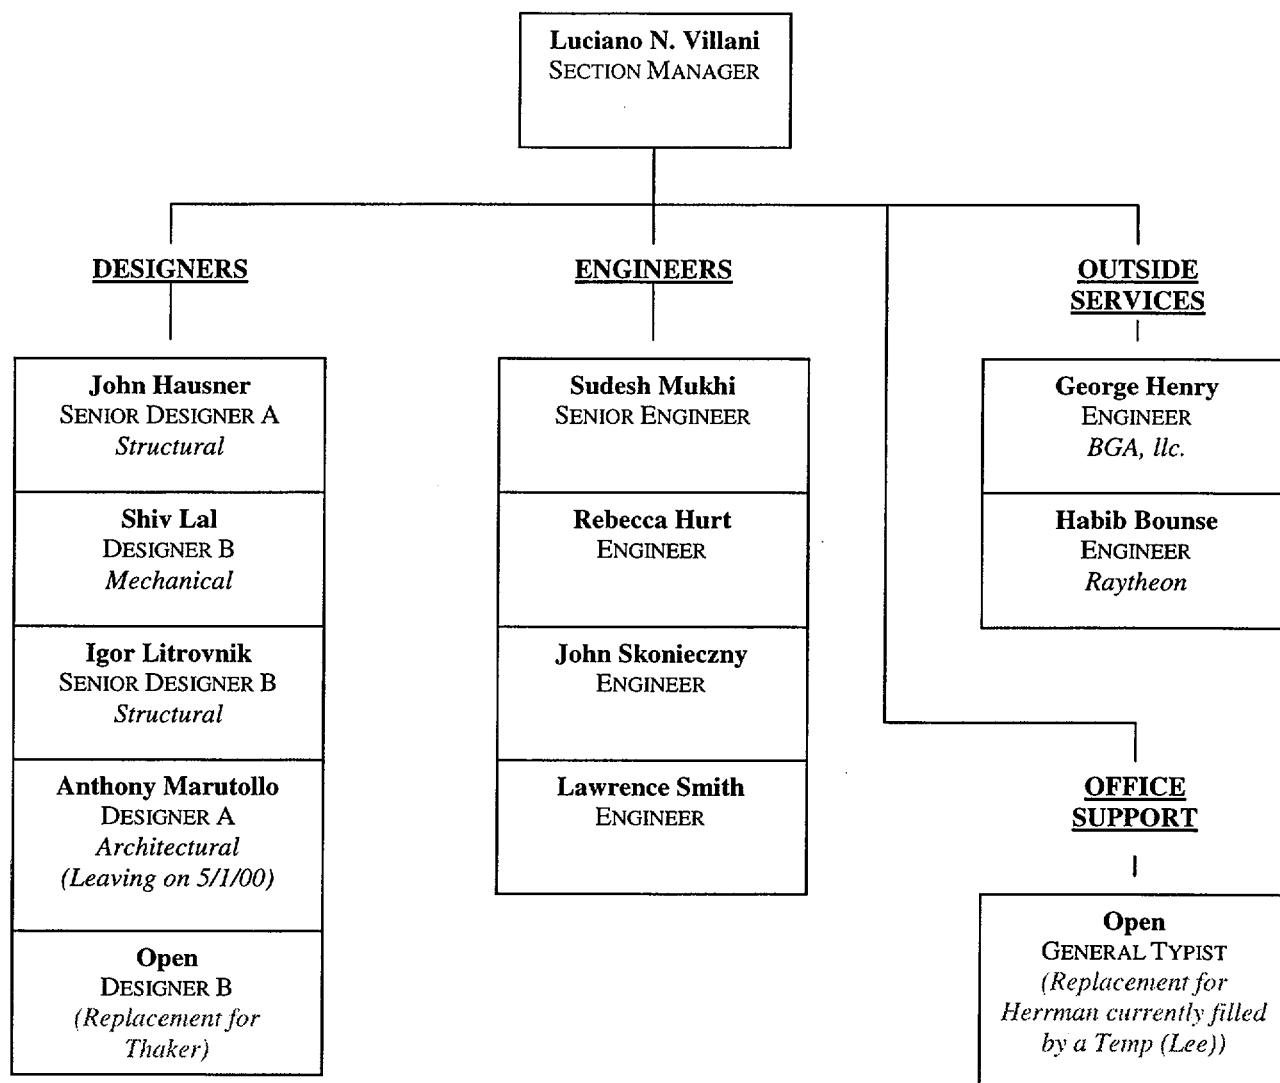 Luciano N. Villani
SECTION MANAGER
DESIGNERS
John Hausner
SENIOR DESIGNER A
Structural
Shiv Lal
DESIGNER B
Mechanical
Igor Litrovnik
SENIOR DESIGNER B
Structural
Anthony Marutollo
DESIGNER A
Architectural
(Leaving on 5/1/00)
Open
DESIGNER B
(Replacement for
Thaker)
ENGINEERS
Sudesh Mukhi
SENIOR ENGINEER
Rebecca Hurt
ENGINEER
John Skonieczny
ENGINEER
Lawrence Smith
ENGINEER
OUTSIDE
SERVICES
George Henry
ENGINEER
BGA, llc.
Habib Bounse
ENGINEER
Raytheon
OFFICE
SUPPORT
Open
GENERAL TYPIST
(Replacement for
Herrman currently filled
by a Temp (Lee))